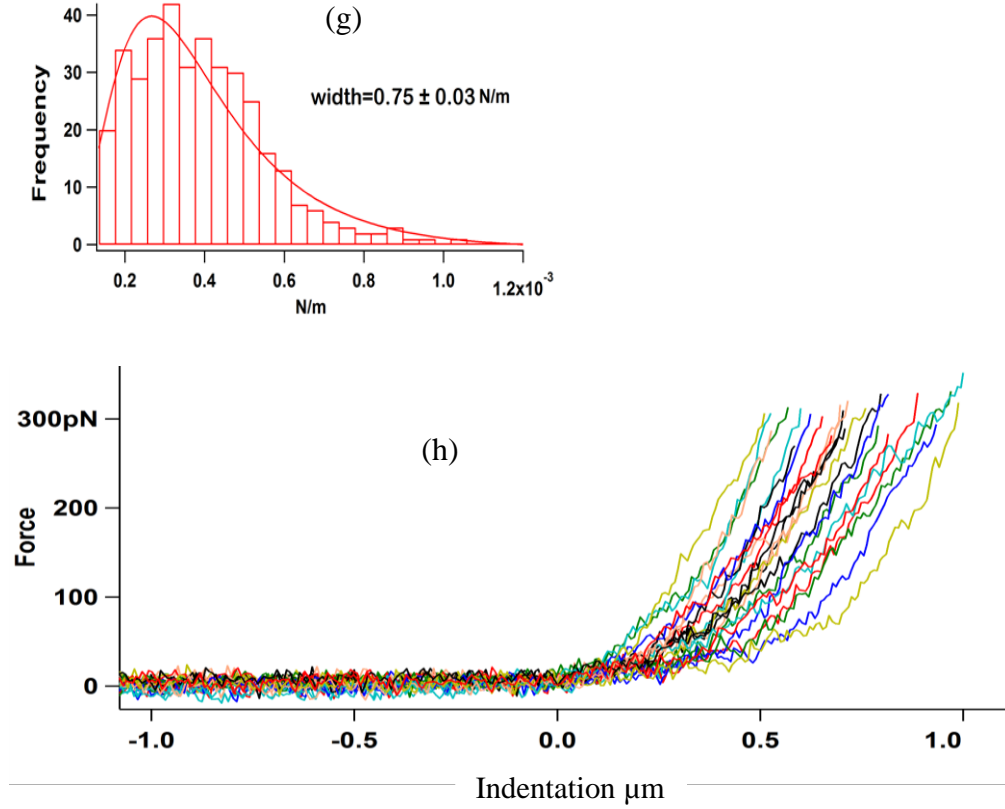 (g)
40
30
20
10
0
Frequency
width=0.75 ± 0.03 N/m
0.2
0.4
0.6
0.8
1.0
1.2x10⁻³
N/m
(h)
300pN
200
100
0
Force
-1.0
-0.5
0.0
0.5
1.0
Indentation µm